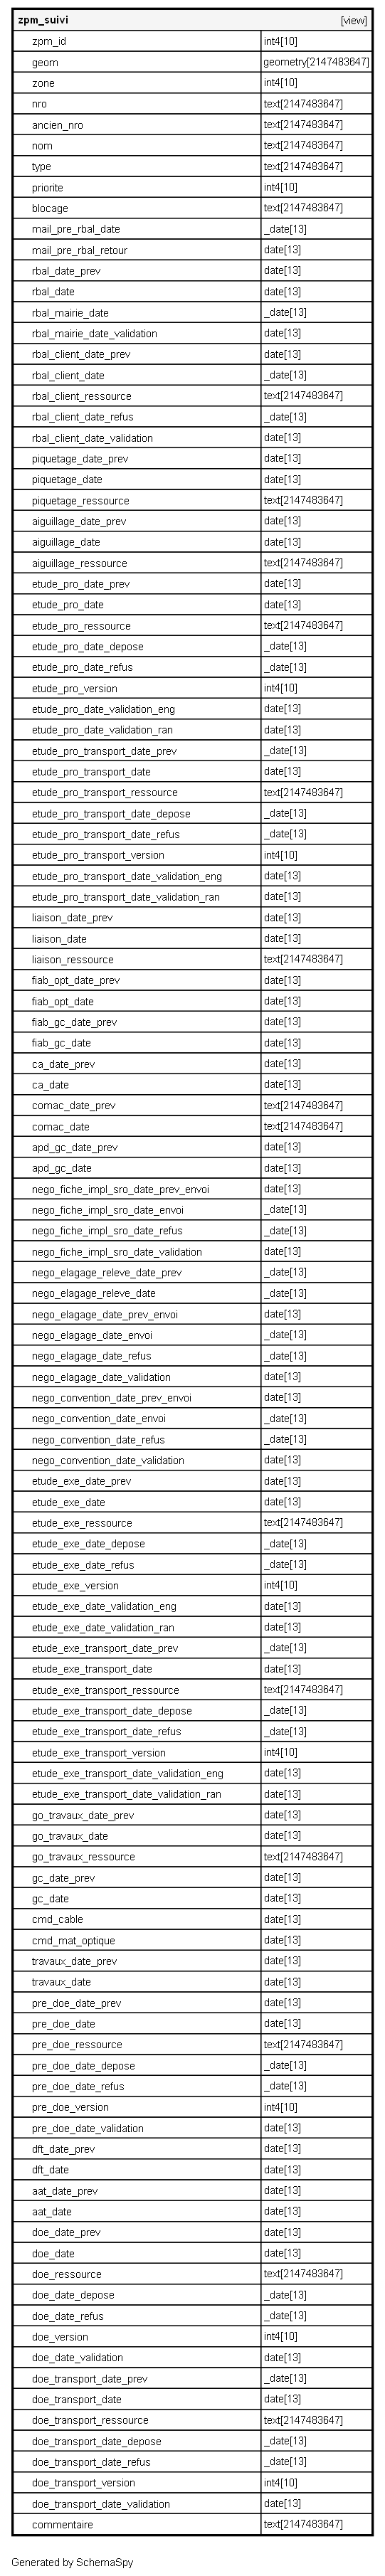 zpm_suivi [view]
zpm_id int4[10]
geom geometry[2147483647]
zone int4[10]
nro text[2147483647]
ancien_nro text[2147483647]
nom text[2147483647]
type text[2147483647]
priorite int4[10]
blocage text[2147483647]
mail_pre_rbal_date _date[13]
mail_pre_rbal_retour date[13]
rbal_date_prev date[13]
rbal_date date[13]
rbal_mairie_date _date[13]
rbal_mairie_date_validation date[13]
rbal_client_date_prev date[13]
rbal_client_date _date[13]
rbal_client_ressource text[2147483647]
rbal_client_date_refus _date[13]
rbal_client_date_validation date[13]
piquetage_date_prev date[13]
piquetage_date date[13]
piquetage_ressource text[2147483647]
aiguillage_date_prev date[13]
aiguillage_date date[13]
aiguillage_ressource text[2147483647]
etude_pro_date_prev date[13]
etude_pro_date date[13]
etude_pro_ressource text[2147483647]
etude_pro_date_depose _date[13]
etude_pro_date_refus _date[13]
etude_pro_version int4[10]
etude_pro_date_validation_eng date[13]
etude_pro_date_validation_ran date[13]
etude_pro_transport_date_prev _date[13]
etude_pro_transport_date date[13]
etude_pro_transport_ressource text[2147483647]
etude_pro_transport_date_depose _date[13]
etude_pro_transport_date_refus _date[13]
etude_pro_transport_version int4[10]
etude_pro_transport_date_validation_eng date[13]
etude_pro_transport_date_validation_ran date[13]
liaison_date_prev date[13]
liaison_date date[13]
liaison_ressource text[2147483647]
fiab_opt_date_prev date[13]
fiab_opt_date date[13]
fiab_gc_date_prev date[13]
fiab_gc_date date[13]
ca_date_prev date[13]
ca_date date[13]
comac_date_prev text[2147483647]
comac_date text[2147483647]
apd_gc_date_prev date[13]
apd_gc_date date[13]
nego_fiche_impl_sro_date_prev_envoi date[13]
nego_fiche_impl_sro_date_envoi _date[13]
nego_fiche_impl_sro_date_refus _date[13]
nego_fiche_impl_sro_date_validation date[13]
nego_elagage_releve_date_prev _date[13]
nego_elagage_releve_date _date[13]
nego_elagage_date_prev_envoi date[13]
nego_elagage_date_envoi _date[13]
nego_elagage_date_refus _date[13]
nego_elagage_date_validation date[13]
nego_convention_date_prev_envoi date[13]
nego_convention_date_envoi _date[13]
nego_convention_date_refus _date[13]
nego_convention_date_validation date[13]
etude_exe_date_prev date[13]
etude_exe_date date[13]
etude_exe_ressource text[2147483647]
etude_exe_date_depose _date[13]
etude_exe_date_refus _date[13]
etude_exe_version int4[10]
etude_exe_date_validation_eng date[13]
etude_exe_date_validation_ran date[13]
etude_exe_transport_date_prev _date[13]
etude_exe_transport_date date[13]
etude_exe_transport_ressource text[2147483647]
etude_exe_transport_date_depose _date[13]
etude_exe_transport_date_refus _date[13]
etude_exe_transport_version int4[10]
etude_exe_transport_date_validation_eng date[13]
etude_exe_transport_date_validation_ran date[13]
go_travaux_date_prev date[13]
go_travaux_date date[13]
go_travaux_ressource text[2147483647]
gc_date_prev date[13]
gc_date date[13]
cmd_cable date[13]
cmd_mat_optique date[13]
travaux_date_prev date[13]
travaux_date date[13]
pre_doe_date_prev date[13]
pre_doe_date date[13]
pre_doe_ressource text[2147483647]
pre_doe_date_depose _date[13]
pre_doe_date_refus _date[13]
pre_doe_version int4[10]
pre_doe_date_validation date[13]
dft_date_prev date[13]
dft_date date[13]
aat_date_prev date[13]
aat_date date[13]
doe_date_prev date[13]
doe_date date[13]
doe_ressource text[2147483647]
doe_date_depose _date[13]
doe_date_refus _date[13]
doe_version int4[10]
doe_date_validation date[13]
doe_transport_date_prev _date[13]
doe_transport_date date[13]
doe_transport_ressource text[2147483647]
doe_transport_date_depose _date[13]
doe_transport_date_refus _date[13]
doe_transport_version int4[10]
doe_transport_date_validation date[13]
commentaire text[2147483647]
Generated by SchemaSpy